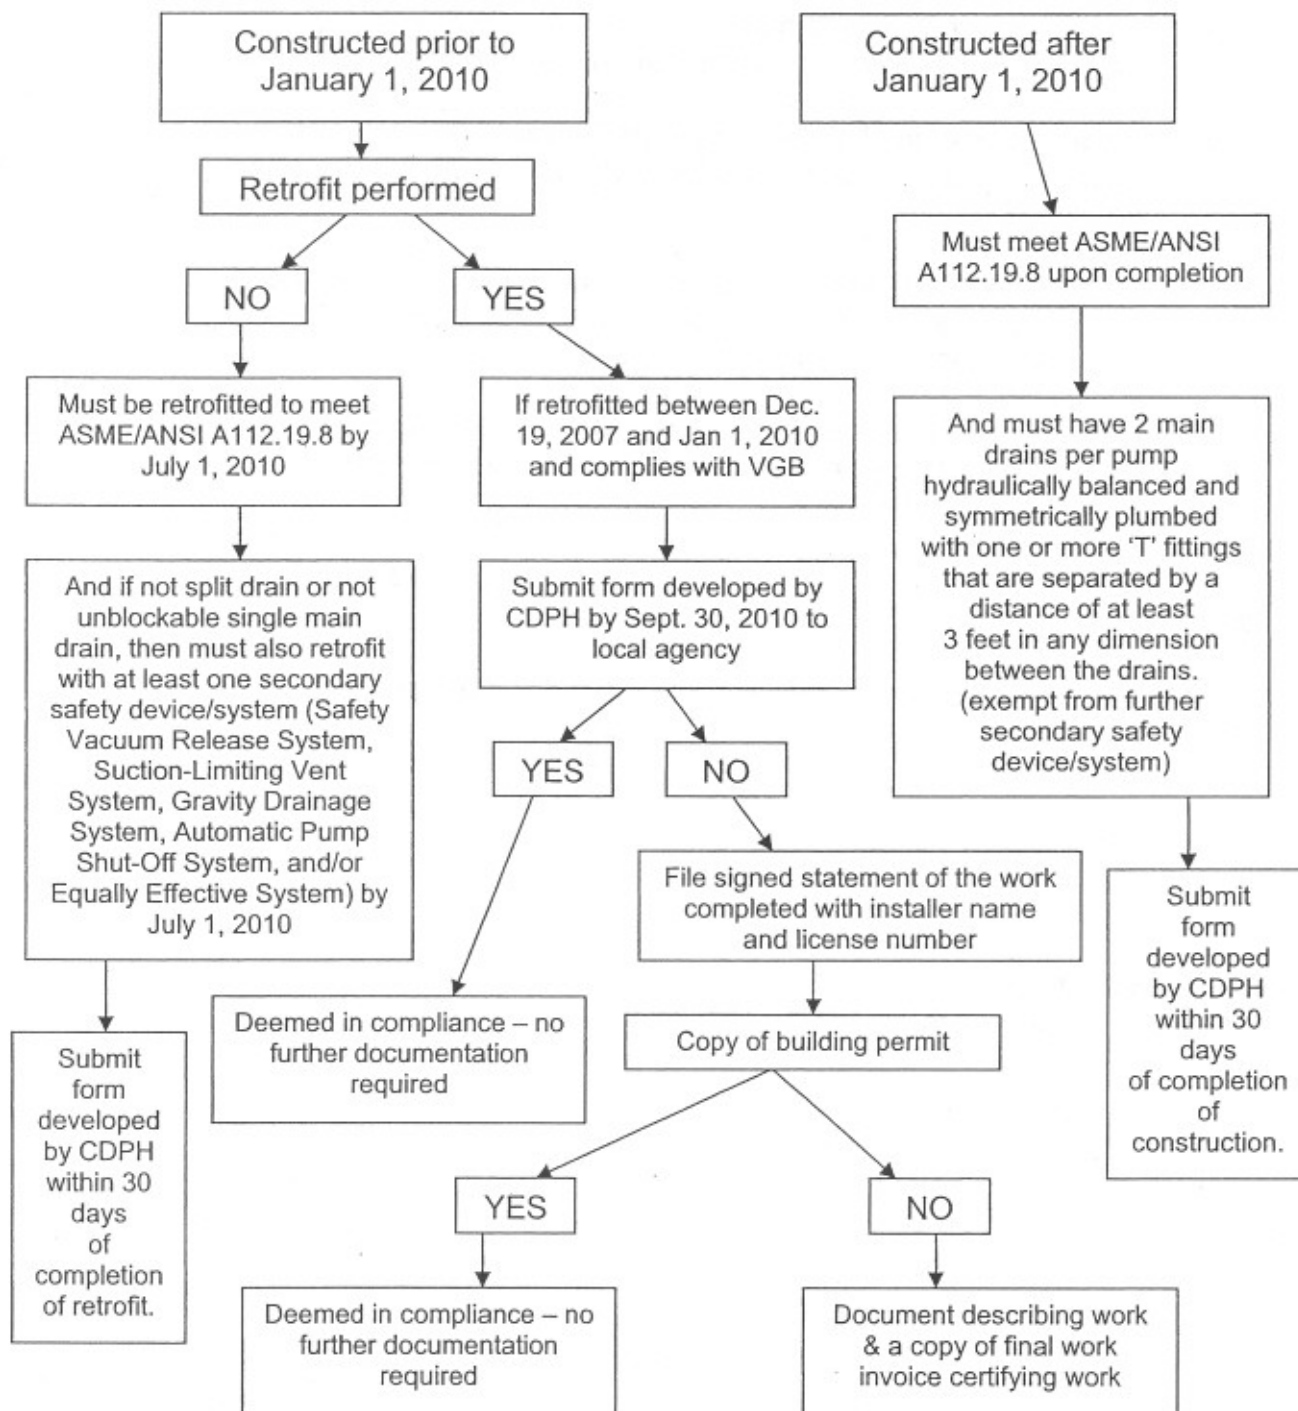 Constructed prior to
January 1, 2010
Constructed after
January 1, 2010
Retrofit performed
Must meet ASME/ANSI
A112.19.8 upon completion
NO
YES
Must be retrofitted to meet
ASME/ANSI A112.19.8 by
July 1, 2010
If retrofitted between Dec.
19, 2007 and Jan 1, 2010
and complies with VGB
And must have 2 main
drains per pump
hydraulically balanced and
symmetrically plumbed
with one or more ‘T’ fittings
that are separated by a
distance of at least
3 feet in any dimension
between the drains.
(exempt from further
secondary safety
device/system)
And if not split drain or not
unblockable single main
drain, then must also retrofit
with at least one secondary
safety device/system (Safety
Vacuum Release System,
Suction-Limiting Vent
System, Gravity Drainage
System, Automatic Pump
Shut-Off System, and/or
Equally Effective System) by
July 1, 2010
Submit form developed by
CDPH by Sept. 30, 2010 to
local agency
YES
NO
File signed statement of the work
completed with installer name
and license number
Submit
form
developed
by CDPH
within 30
days
of completion
of
construction.
Deemed in compliance – no
further documentation
required
Copy of building permit
Submit
form
developed
by CDPH
within 30
days
of
completion
of retrofit.
YES
NO
Deemed in compliance – no
further documentation
required
Document describing work
& a copy of final work
invoice certifying work